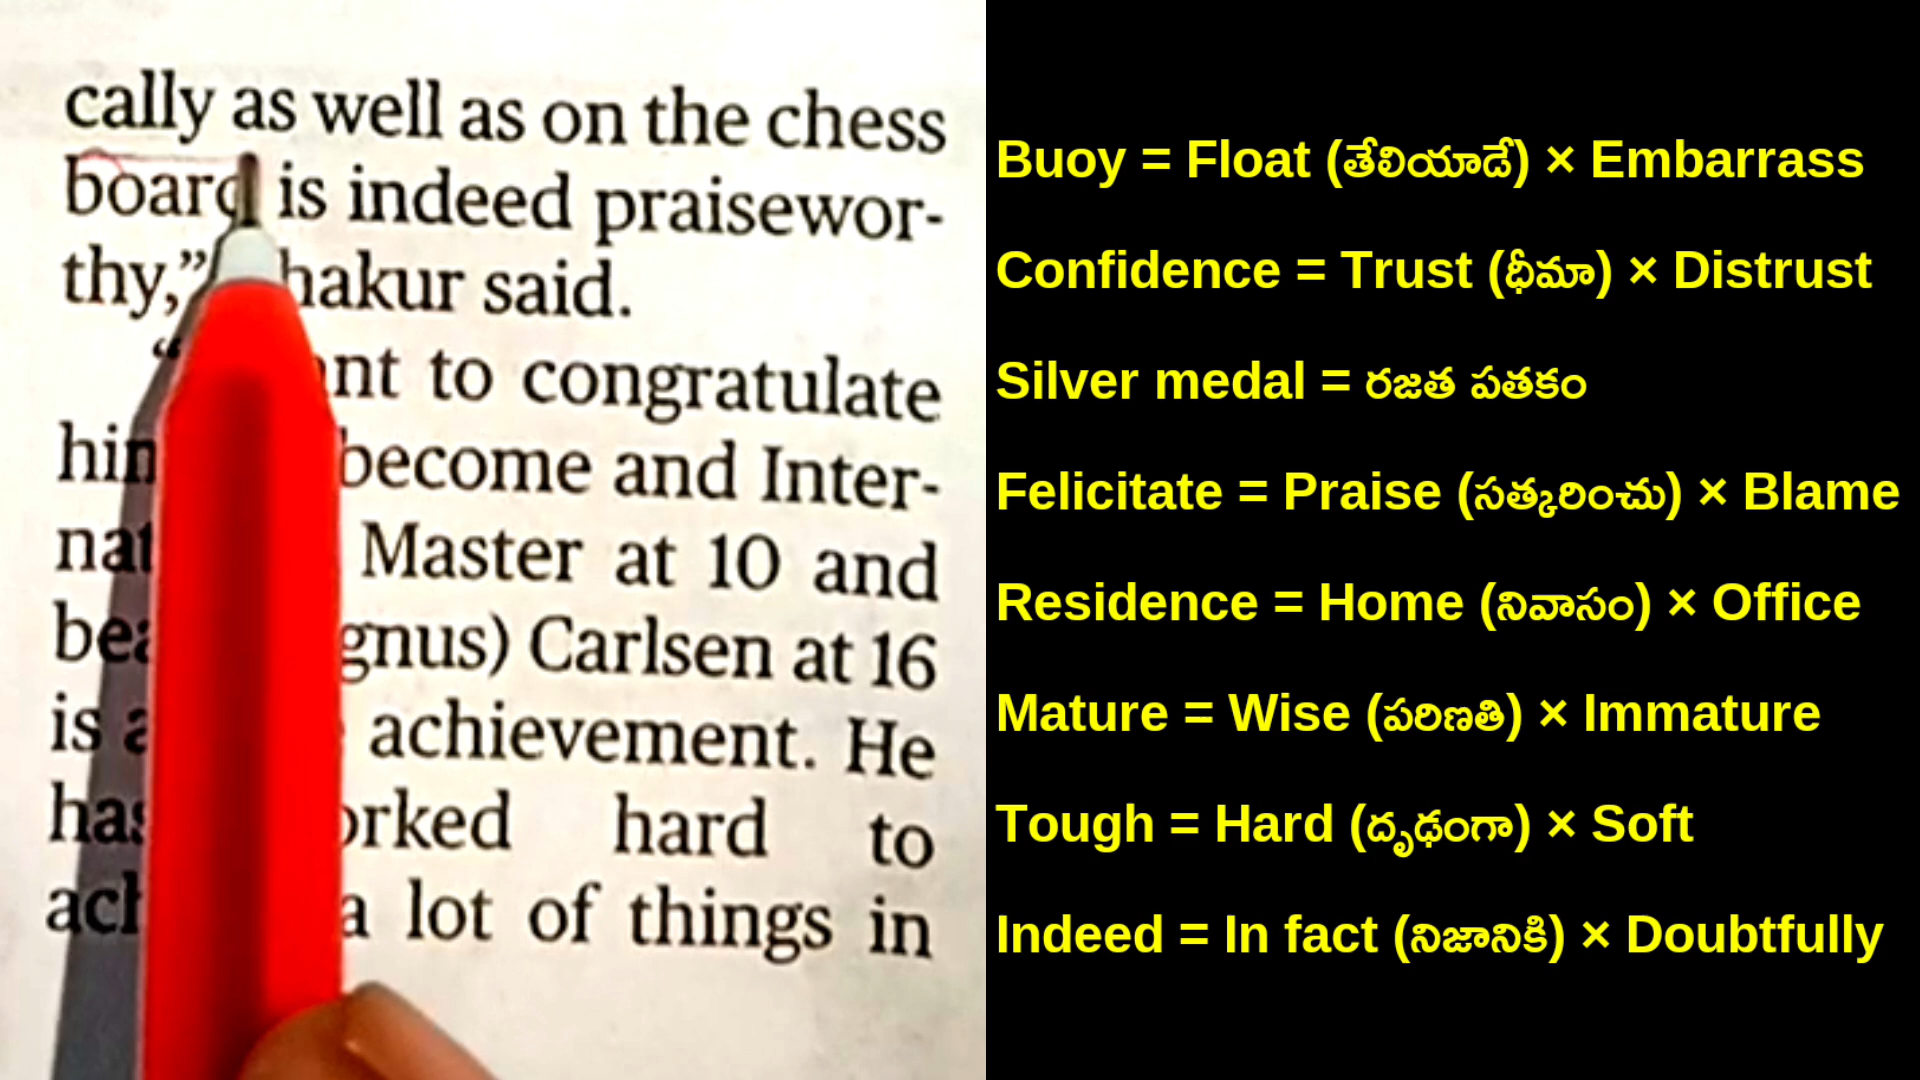 cally as well as on the chess
board is indeed praisewor-
thy,” hakur said.
“ to congratulate
become and Inter-
Master at 10 and
gnus) Carlsen at 16
is achievement. He
has orked hard to
a lot of things in
Buoy = Float (తేలియాడే) × Embarrass
Confidence = Trust (ధీమా) × Distrust
Silver medal = రజత పతకం
Felicitate = Praise (సత్కరించు) × Blame
Residence = Home (నివాసం) × Office
Mature = Wise (పరిణతి) × Immature
Tough = Hard (దృఢంగా) × Soft
Indeed = In fact (నిజానికి) × Doubtfully